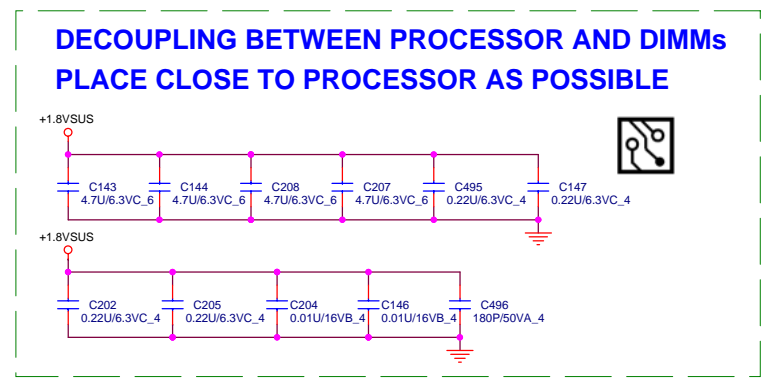 DECOUPLING BETWEEN PROCESSOR AND DIMMs
PLACE CLOSE TO PROCESSOR AS POSSIBLE
+1.8VSUS
C143 C144 C208 C207 C495 C147
4.7U/6.3VC_6 4.7U/6.3VC_6 4.7U/6.3VC_6 4.7U/6.3VC_6 0.22U/6.3VC_4 0.22U/6.3VC_4
+1.8VSUS
C202 C205 C204 C146 C496
0.22U/6.3VC_4 0.22U/6.3VC_4 0.01U/16VB_4 0.01U/16VB_4 180P/50VA_4